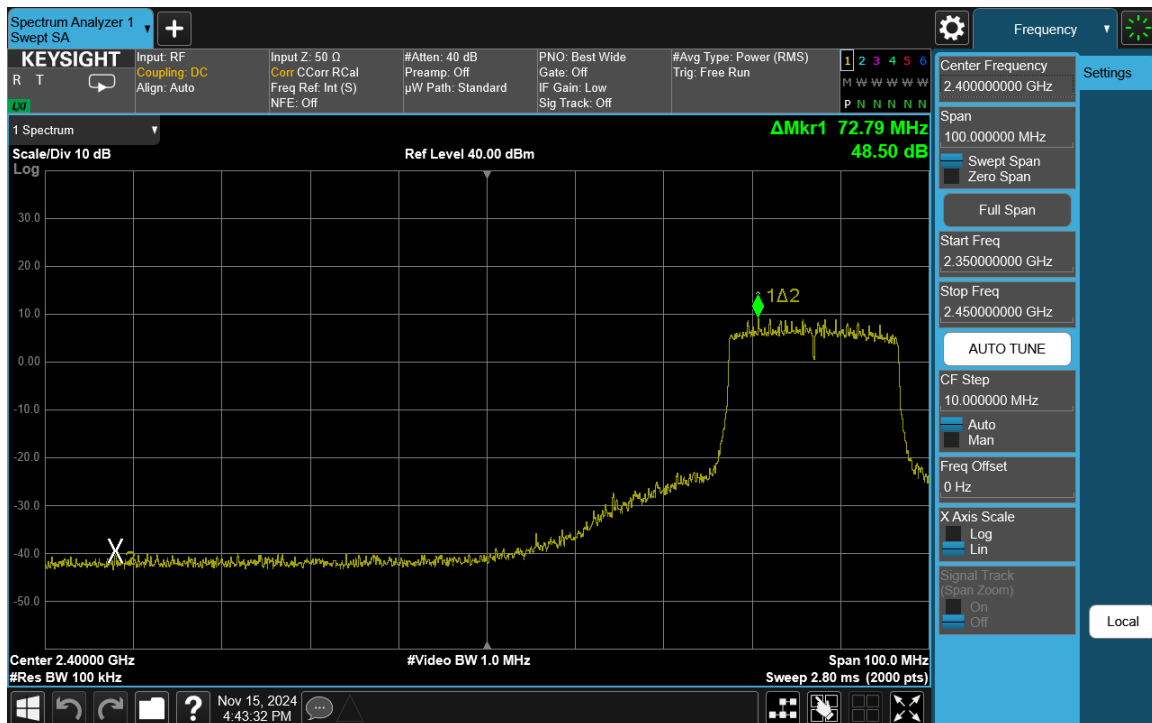 Spectrum Analyzer 1
Swept SA
+
Frequency
KEYSIGHT
R T
LXI
Input: RF
Coupling: DC
Align: Auto
Input Z: 50 Ω
Corr CCorr RCal
Freq Ref: Int (S)
NFE: Off
#Atten: 40 dB
Preamp: Off
µW Path: Standard
PNO: Best Wide
Gate: Off
IF Gain: Low
Sig Track: Off
#Avg Type: Power (RMS)
Trig: Free Run
1 2 3 4 5 6
M W W W W W
P N N N N N
1 Spectrum
ΔMkr1 72.79 MHz
Scale/Div 10 dB
Ref Level 40.00 dBm
48.50 dB
Log
30.0
20.0
10.0
0.00
-10.0
-20.0
-30.0
-40.0
-50.0
1Δ2
X2
Center 2.40000 GHz
#Video BW 1.0 MHz
Span 100.0 MHz
#Res BW 100 kHz
Sweep 2.80 ms (2000 pts)
Center Frequency
2.400000000 GHz
Settings
Span
100.000000 MHz
Swept Span
Zero Span
Full Span
Start Freq
2.350000000 GHz
Stop Freq
2.450000000 GHz
AUTO TUNE
CF Step
10.000000 MHz
Auto
Man
Freq Offset
0 Hz
X Axis Scale
Log
Lin
Signal Track
(Span Zoom)
On
Off
Local
?
Nov 15, 2024
4:43:32 PM